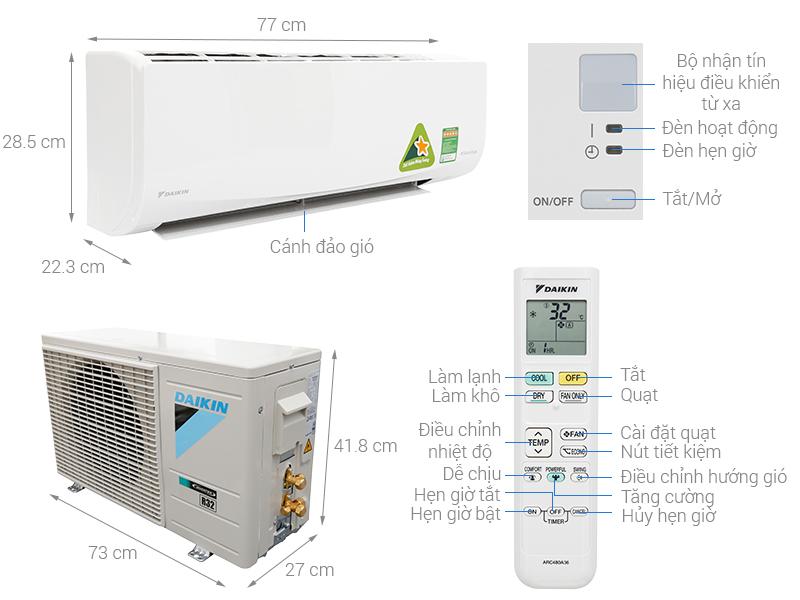 77 cm
28.5 cm
22.3 cm
DAIKIN
Cánh đảo gió
Bộ nhận tín
hiệu điều khiển
từ xa
Đèn hoạt động
Đèn hẹn giờ
ON/OFF
Tắt/Mở
DAIKIN
R32
41.8 cm
73 cm
27 cm
DAIKIN
32 °C
A
ON 1HR.
COOL
OFF
DRY
FAN ONLY
TEMP
FAN
ECONO
COMFORT
POWERFUL
SWING
ON
OFF
CANCEL
TIMER
ARC480A36
Làm lạnh
Làm khô
Điều chỉnh
nhiệt độ
Dễ chịu
Hẹn giờ tắt
Hẹn giờ bật
Tắt
Quạt
Cài đặt quạt
Nút tiết kiệm
Điều chỉnh hướng gió
Tăng cường
Hủy hẹn giờ